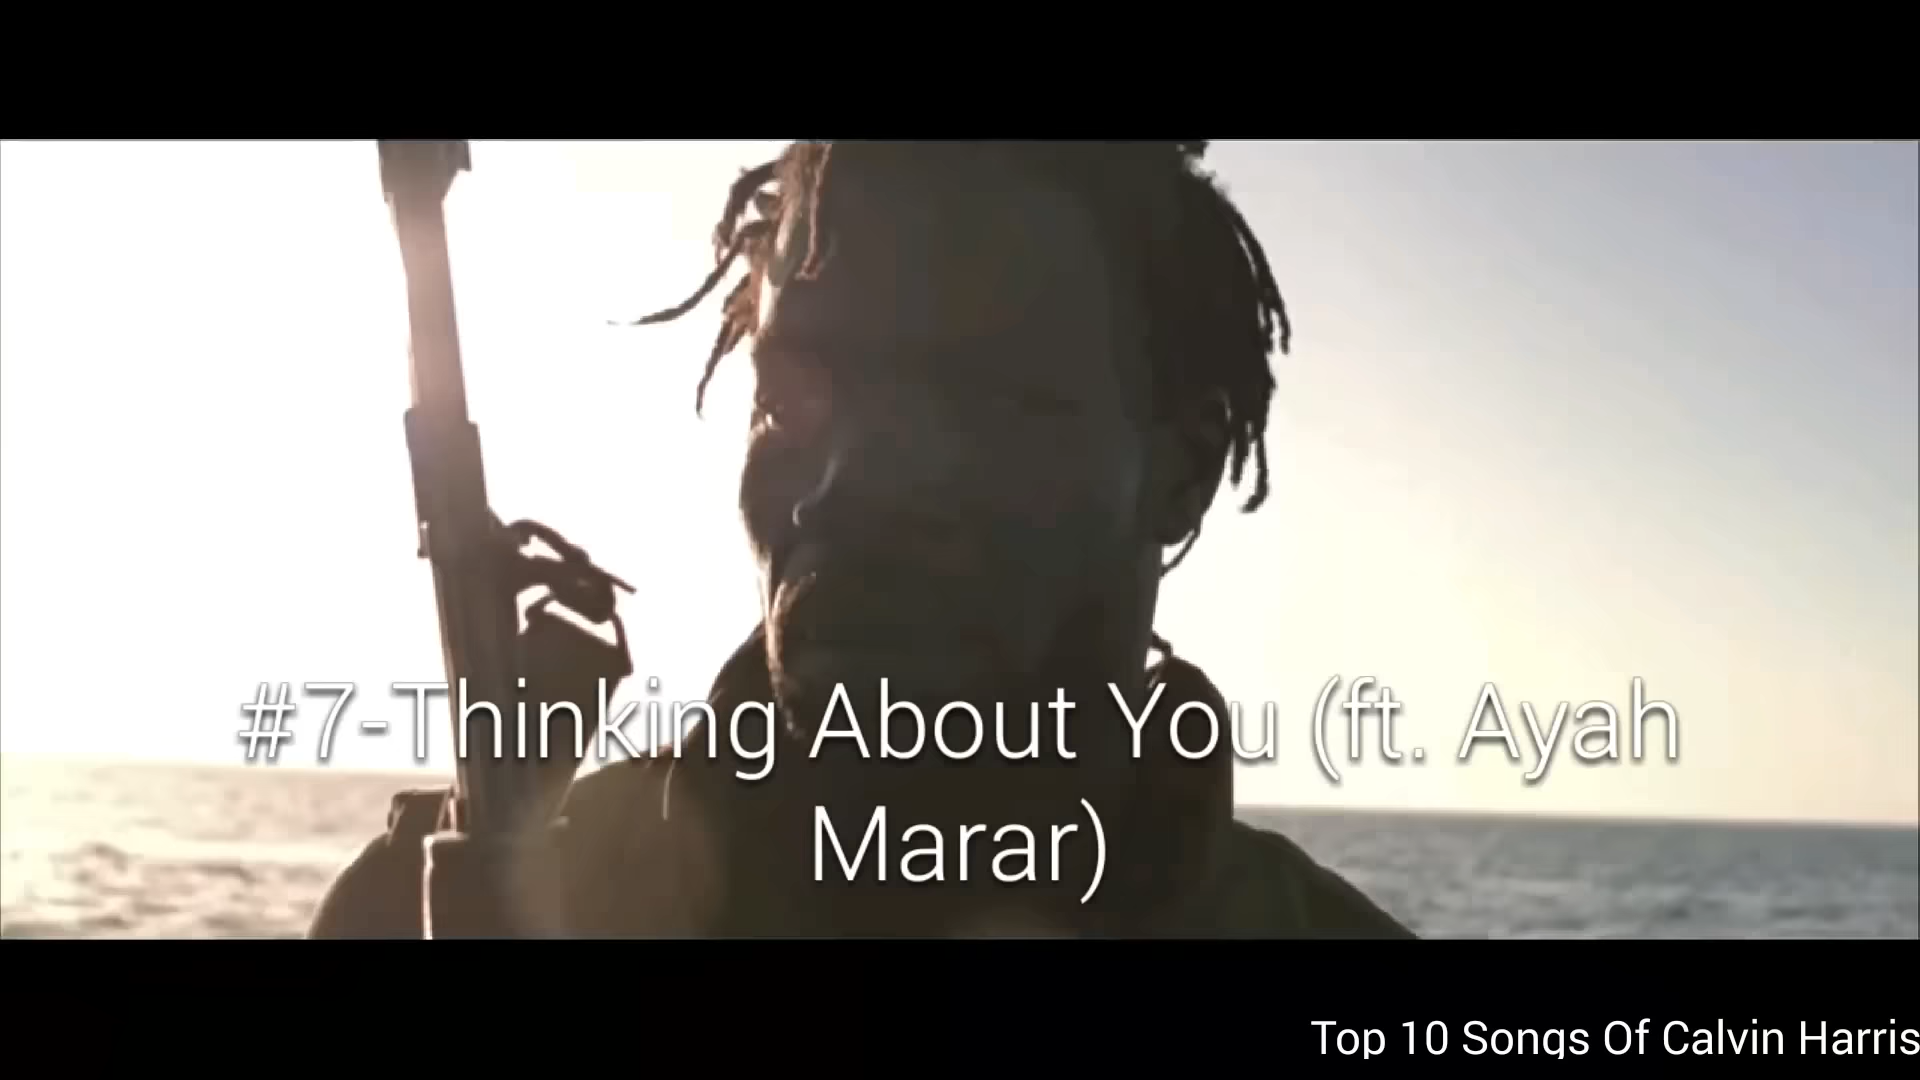 #7-Thinking About You (ft. Ayah
Marar)
Top 10 Songs Of Calvin Harris